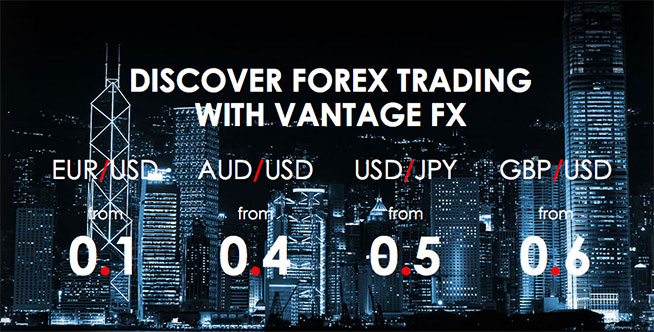 DISCOVER FOREX TRADING
WITH VANTAGE FX
EUR/USD AUD/USD USD/JPY GBP/USD
from from from from
0.1 0.4 0.5 0.6